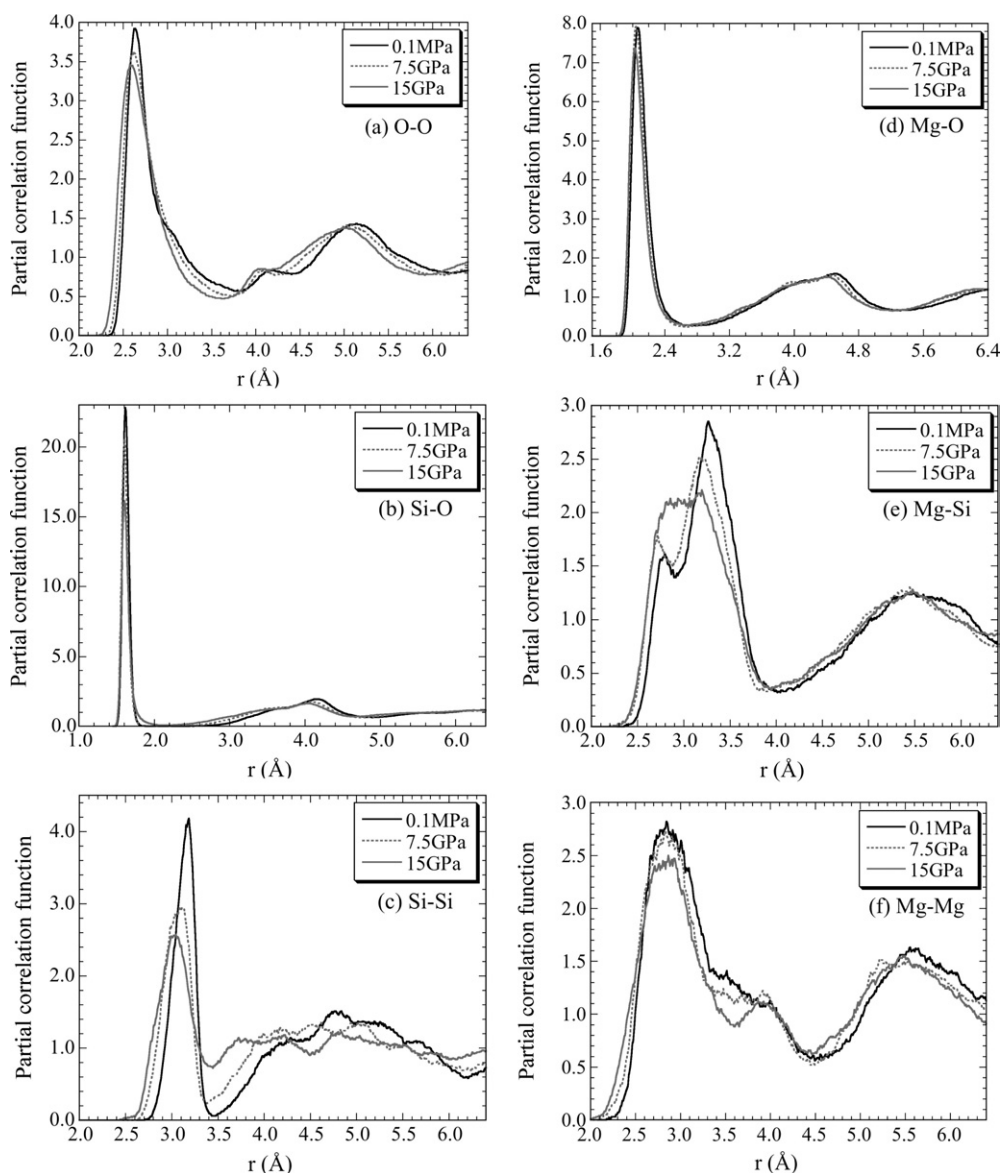 Partial correlation function
4.0
3.5
3.0
2.5
2.0
1.5
1.0
0.5
0.0
0.1MPa
7.5GPa
15GPa
(a) O-O
2.0 2.5 3.0 3.5 4.0 4.5 5.0 5.5 6.0
r (Å)
Partial correlation function
8.0
7.0
6.0
5.0
4.0
3.0
2.0
1.0
0.0
0.1MPa
7.5GPa
15GPa
(d) Mg-O
1.6 2.4 3.2 4.0 4.8 5.6 6.4
r (Å)
Partial correlation function
20.0
15.0
10.0
5.0
0.0
0.1MPa
7.5GPa
15GPa
(b) Si-O
1.0 2.0 3.0 4.0 5.0 6.0
r (Å)
Partial correlation function
3.0
2.5
2.0
1.5
1.0
0.5
0.0
0.1MPa
7.5GPa
15GPa
(e) Mg-Si
2.0 2.5 3.0 3.5 4.0 4.5 5.0 5.5 6.0
r (Å)
Partial correlation function
4.0
3.0
2.0
1.0
0.0
0.1MPa
7.5GPa
15GPa
(c) Si-Si
2.0 2.5 3.0 3.5 4.0 4.5 5.0 5.5 6.0
r (Å)
Partial correlation function
3.0
2.5
2.0
1.5
1.0
0.5
0.0
0.1MPa
7.5GPa
15GPa
(f) Mg-Mg
2.0 2.5 3.0 3.5 4.0 4.5 5.0 5.5 6.0
r (Å)